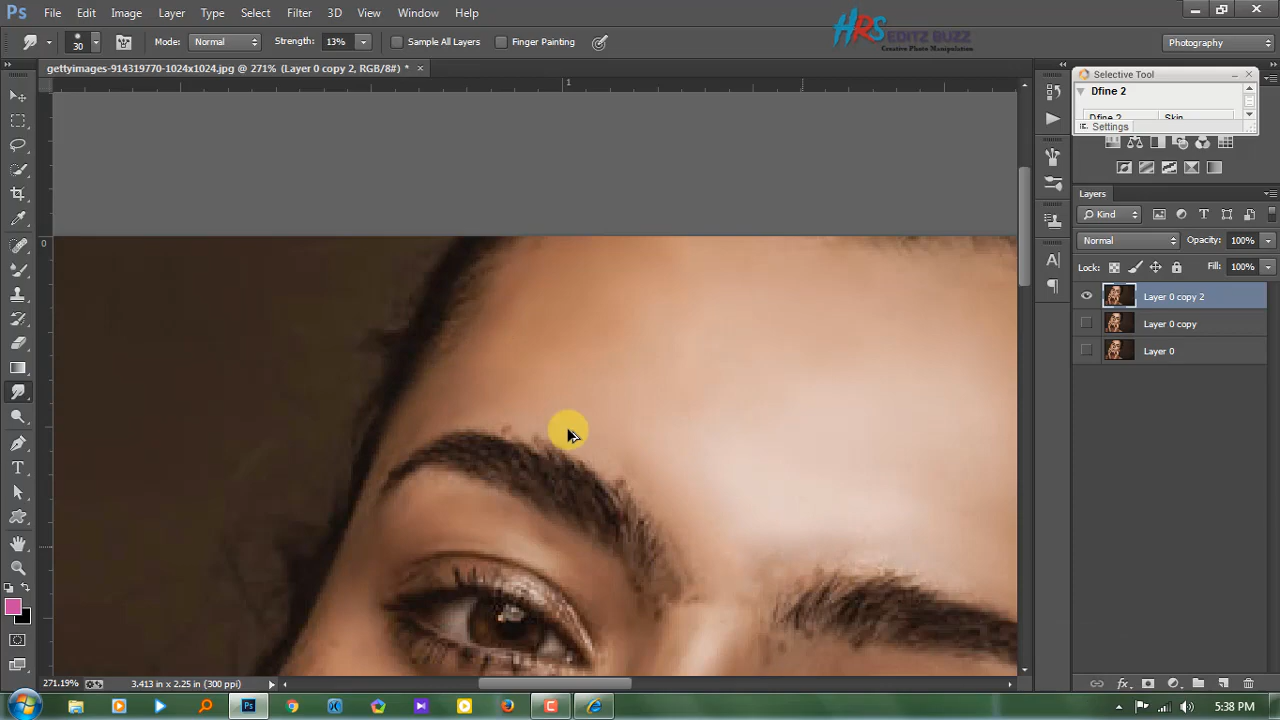 Ps File Edit Image Layer Type Select Filter 3D View Window Help
HRS EDITZ BUZZ
Creative Photo Manipulation
30 Mode: Normal Strength: 13% Sample All Layers Finger Painting Photography
gettyimages-914319770-1024x1024.jpg @ 271% (Layer 0 copy 2, RGB/8#) * ×
Selective Tool
Dfine 2
Dfine 2 Skin
Settings
1
0
Layers
Kind
Normal Opacity: 100%
Lock: Fill: 100%
Layer 0 copy 2
Layer 0 copy
Layer 0
271.19% 3.413 in x 2.25 in (300 ppi)
5:38 PM